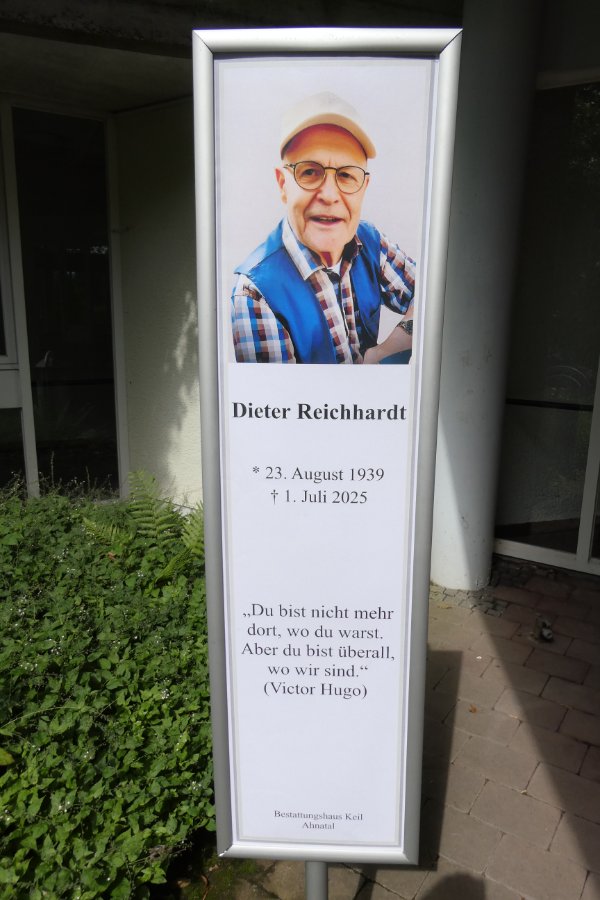 Dieter Reichhardt
* 23. August 1939
† 1. Juli 2025
„Du bist nicht mehr
dort, wo du warst.
Aber du bist überall,
wo wir sind.“
(Victor Hugo)
Bestattungshaus Keil
Ahnatal